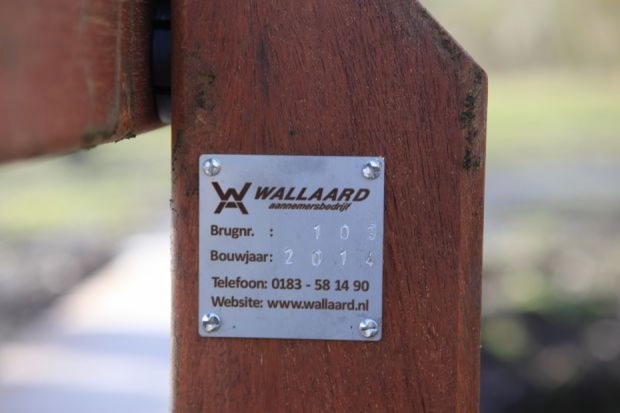 WALLAARD
aannemersbedrijf
Brugnr. : 103
Bouwjaar: 2014
Telefoon: 0183 - 58 14 90
Website: www.wallaard.nl